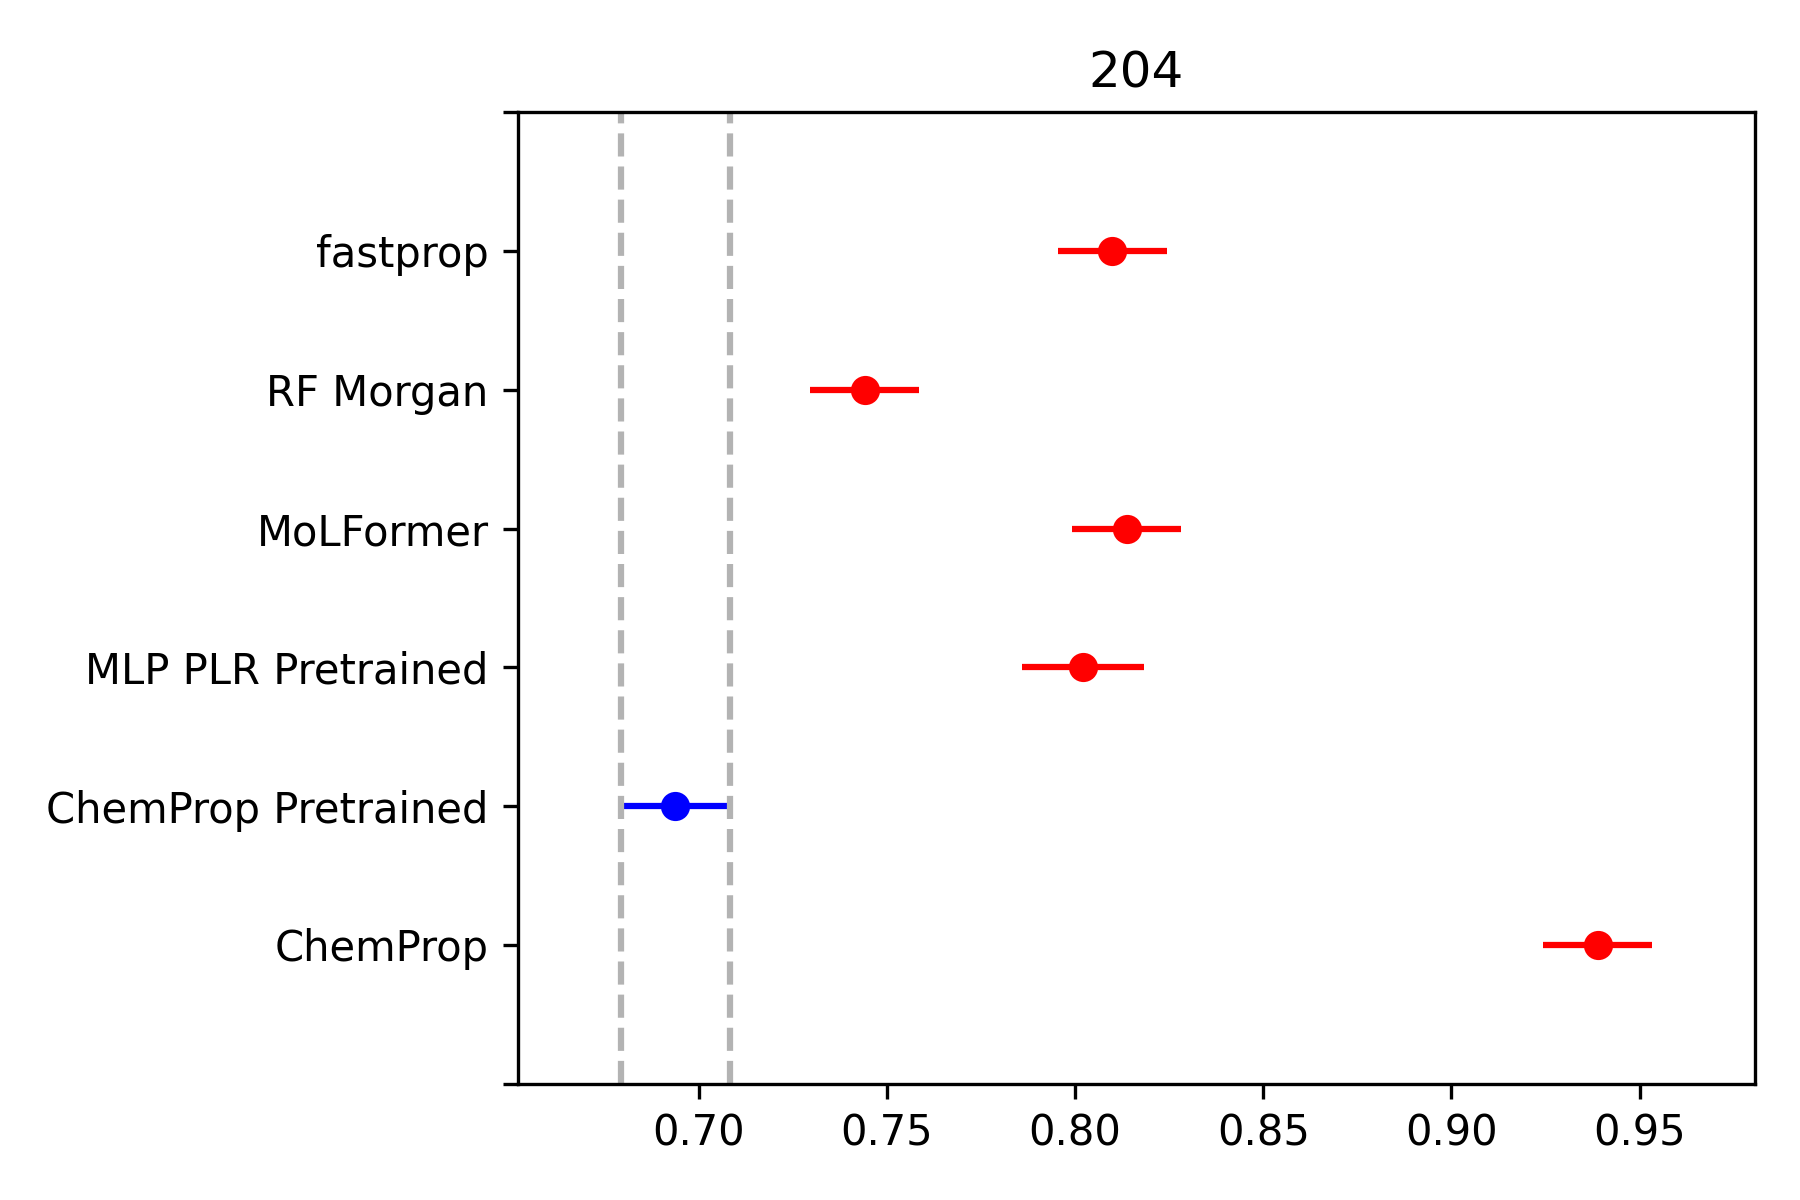 204
fastprop
RF Morgan
MoLFormer
MLP PLR Pretrained
ChemProp Pretrained
ChemProp
0.70 0.75 0.80 0.85 0.90 0.95